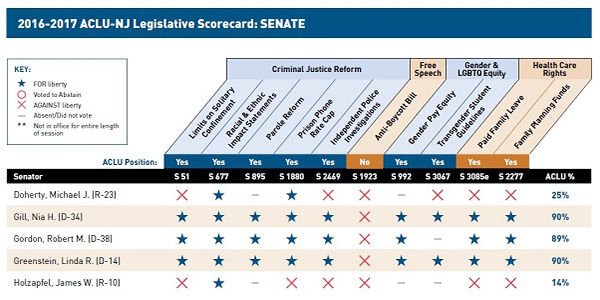 2016-2017 ACLU-NJ Legislative Scorecard: SENATE
KEY:
FOR liberty
Voted to Abstain
AGAINST liberty
Absent/Did not vote
** Not in office for entire length
of session
Criminal Justice Reform
Free
Speech
Gender &
LGBTQ Equity
Health Care
Rights
Limits on Solitary
Confinement
Racial & Ethnic
Impact Statements
Parole Reform
Prison Phone
Rate Cap
Independent Police
Investigations
Anti-Boycott Bill
Gender Pay Equity
Transgender Student
Guidelines
Paid Family Leave
Family Planning Funds
ACLU Position: Yes Yes Yes Yes Yes No Yes Yes Yes Yes
Senator S 51 S 677 S 895 S 1880 S 2469 S 1923 S 992 S 3067 S 3085e S 2277 ACLU %
Doherty, Michael J. (R-23) 25%
Gill, Nia H. (D-34) 90%
Gordon, Robert M. (D-38) 89%
Greenstein, Linda R. (D-14) 90%
Holzapfel, James W. (R-10) 14%